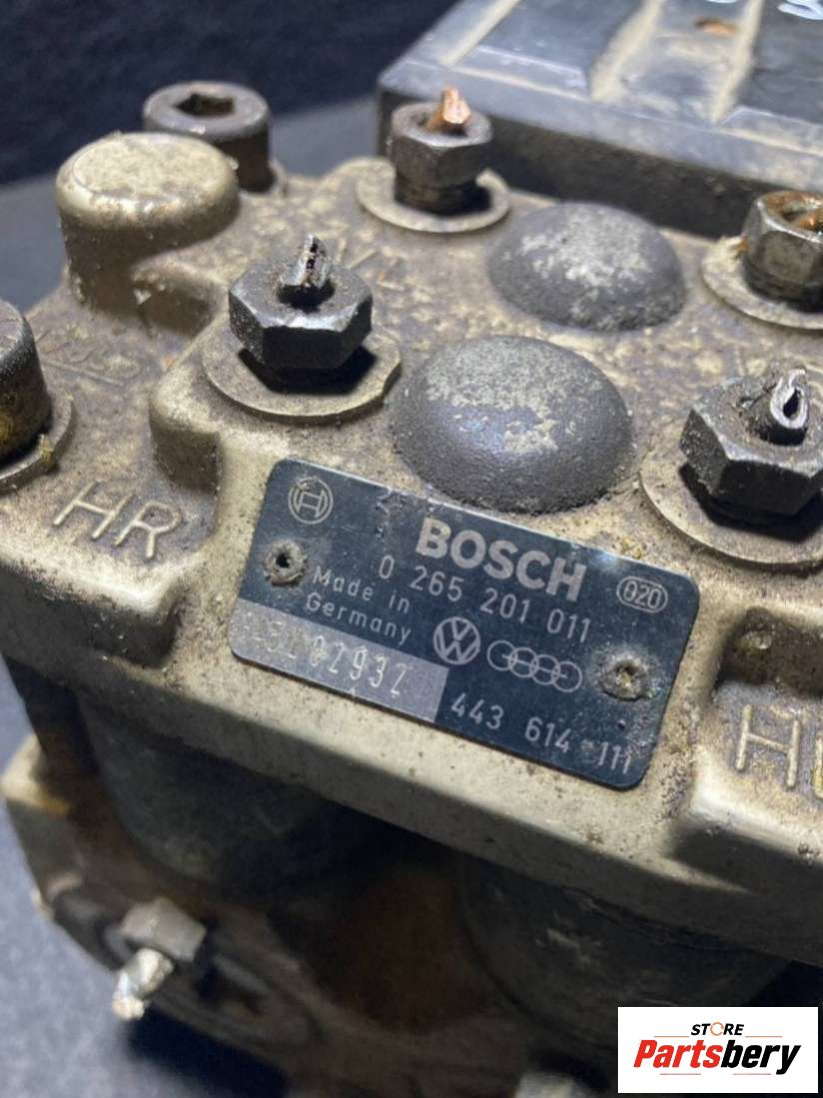 HR
BOSCH
0 265 201 011
020
Made in
Germany
443 614 111
STORE
Partsbery